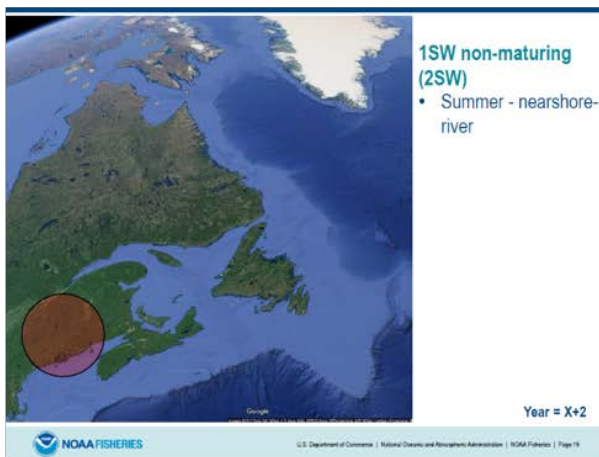 1SW non-maturing
(2SW)
• Summer - nearshore-
river
Google
Year = X+2
NOAA FISHERIES
U.S. Department of Commerce | National Oceanic and Atmospheric Administration | NOAA Fisheries | Page 19